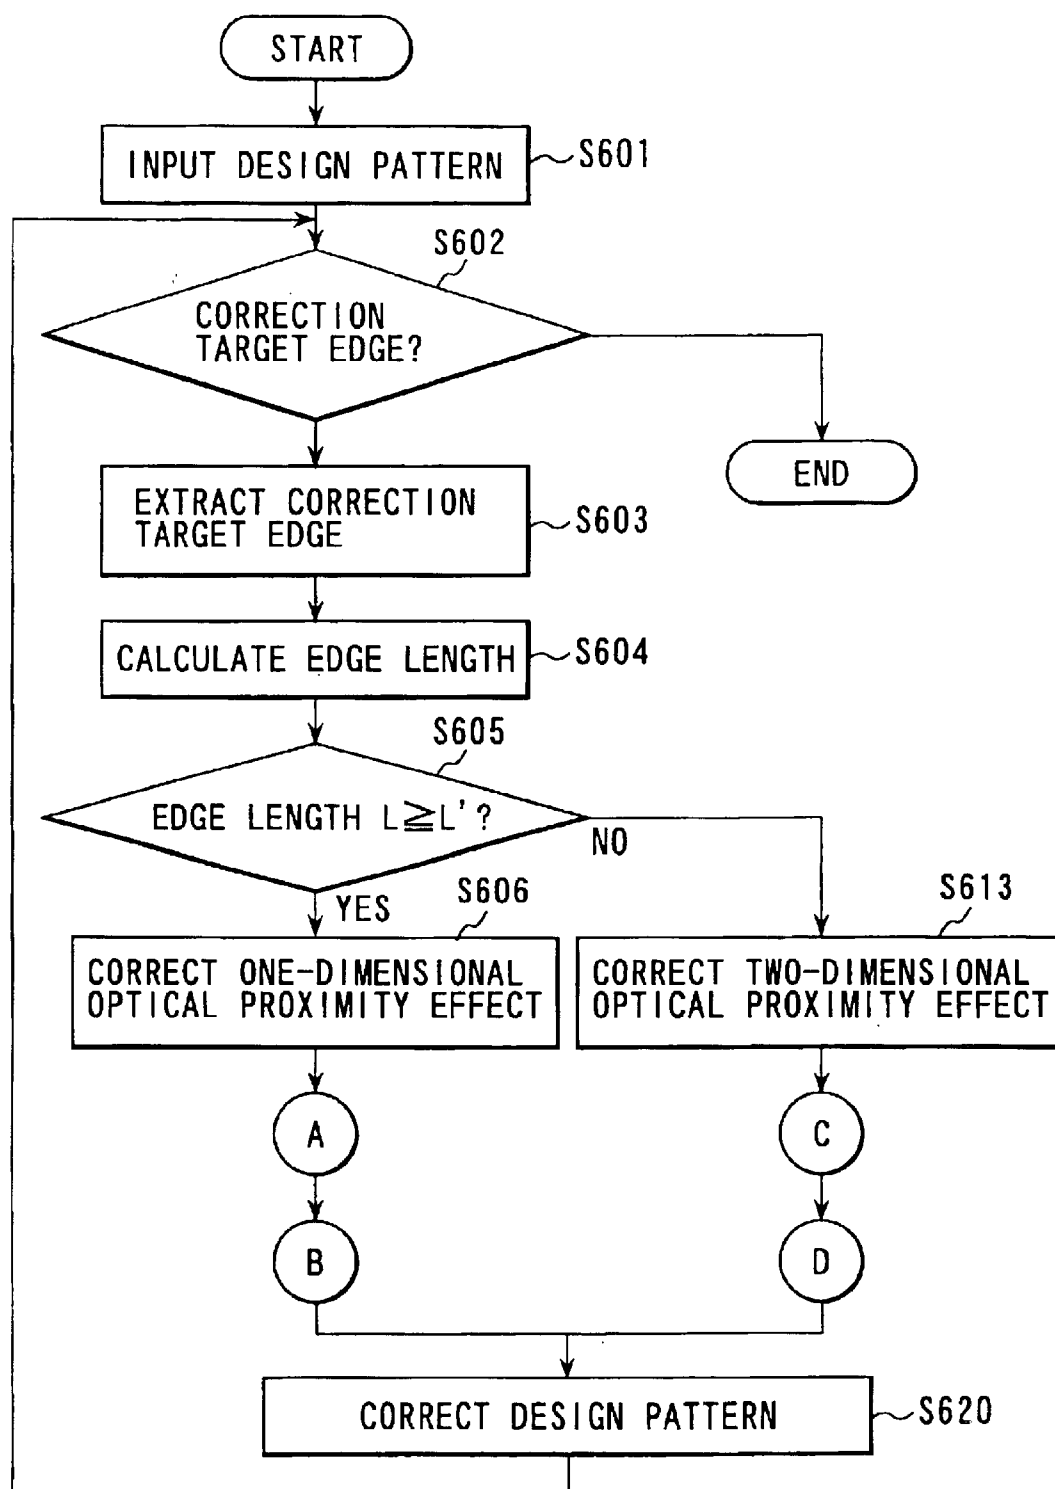 START
INPUT DESIGN PATTERN
S601
S602
CORRECTION
TARGET EDGE?
END
EXTRACT CORRECTION
TARGET EDGE
S603
CALCULATE EDGE LENGTH
S604
S605
EDGE LENGTH L≧L'?
NO
YES
S606
S613
CORRECT ONE-DIMENSIONAL
OPTICAL PROXIMITY EFFECT
CORRECT TWO-DIMENSIONAL
OPTICAL PROXIMITY EFFECT
A
C
B
D
CORRECT DESIGN PATTERN
S620